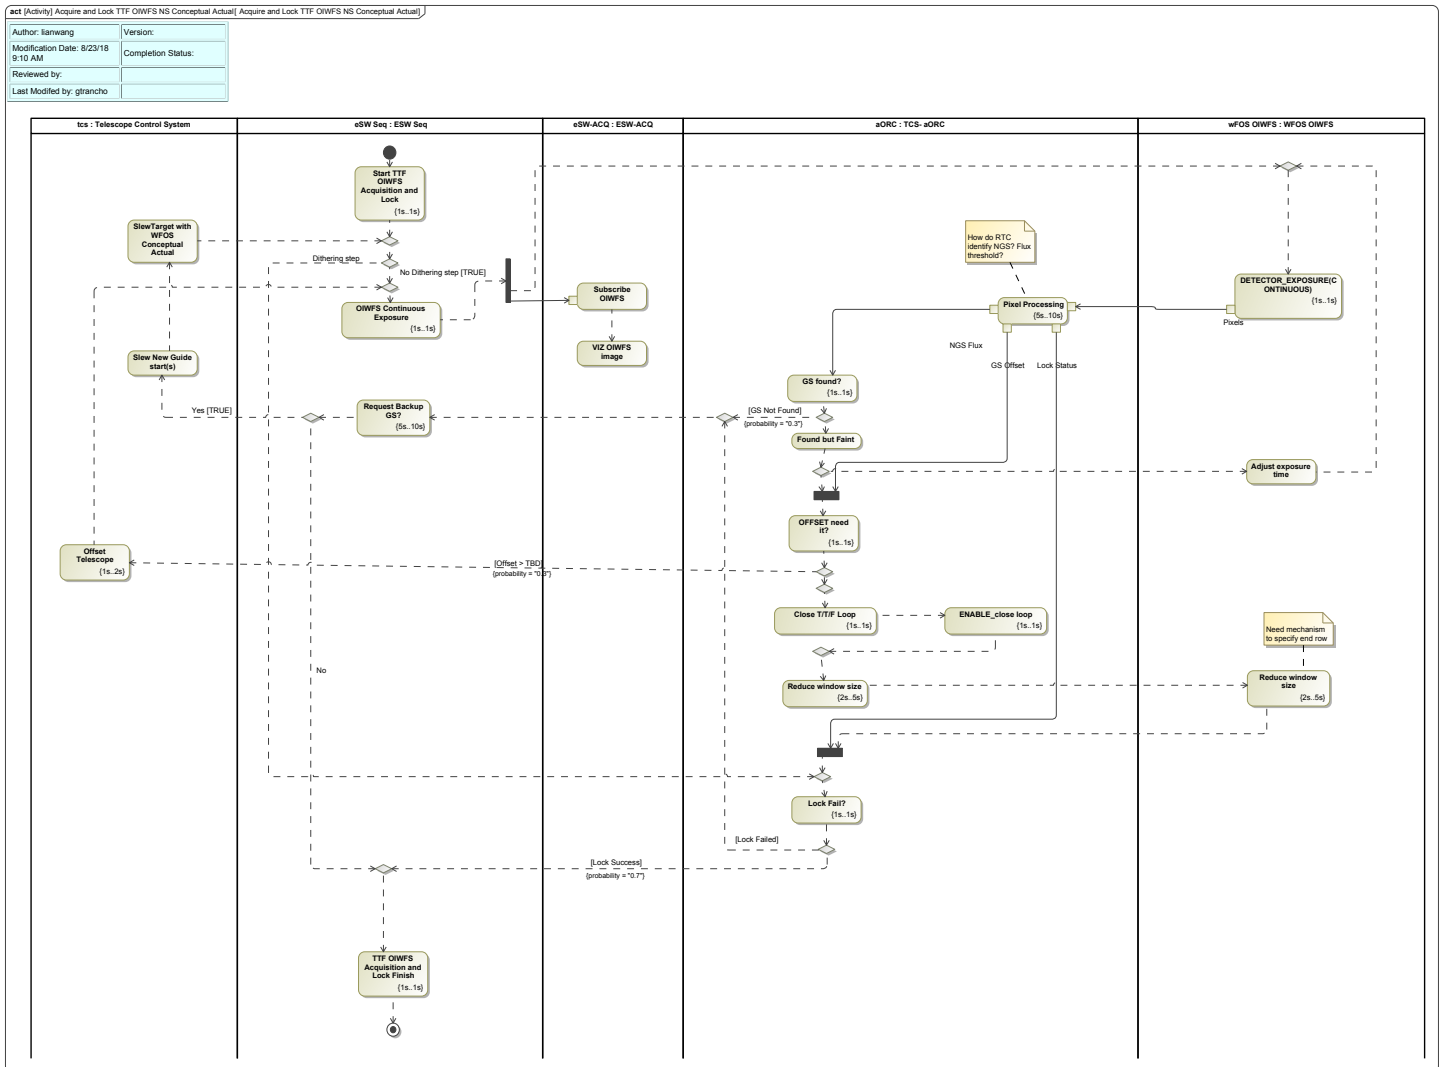 act [Activity] Acquire and Lock TTF OIWFS NS Conceptual Actual[ Acquire and Lock TTF OIWFS NS Conceptual Actual]
Author: lianwang
Version:
Modification Date: 8/23/18
9:10 AM
Completion Status:
Reviewed by:
Last Modifed by: gtrancho
tcs : Telescope Control System
eSW Seq : ESW Seq
eSW-ACQ : ESW-ACQ
aORC : TCS- aORC
wFOS OIWFS : WFOS OIWFS
Start TTF
OIWFS
Acquisition and
Lock
{1s..1s}
SlewTarget with
WFOS
Conceptual
Actual
Dithering step
No Dithering step [TRUE]
How do RTC
identify NGS? Flux
threshold?
DETECTOR_EXPOSURE(C
ONTINUOUS)
{1s..1s}
Subscribe
OIWFS
OIWFS Continuous
Exposure
{1s..1s}
Pixel Processing
{5s..10s}
Pixels
ViZ OIWFS
image
NGS Flux
GS Offset
Lock Status
Slew New Guide
start(s)
GS found?
{1s..1s}
Yes [TRUE]
Request Backup
GS?
{5s..10s}
[GS Not Found]
{probability = "0.3"}
Found but Faint
Adjust exposure
time
OFFSET need
it?
{1s..1s}
Offset
Telescope
{1s..2s}
[Offset > TBD]
{probability = "0.3"}
Close T/T/F Loop
{1s..1s}
ENABLE_close loop
{1s..1s}
Need mechanism
to specify end row
No
Reduce window size
{2s..5s}
Reduce window
size
{2s..5s}
Lock Fail?
{1s..1s}
[Lock Failed]
[Lock Success]
{probability = "0.7"}
TTF OIWFS
Acquisition and
Lock Finish
{1s..1s}